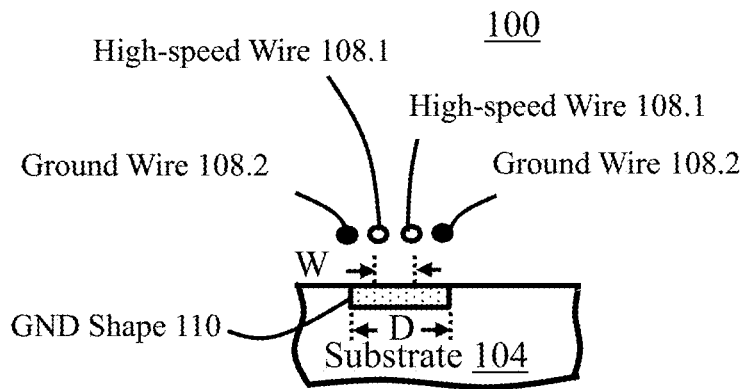 100
High-speed Wire 108.1
High-speed Wire 108.1
Ground Wire 108.2
Ground Wire 108.2
W
GND Shape 110
D
Substrate 104